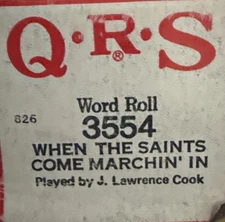 Q·R·S®
Word Roll
826 3554
WHEN THE SAINTS
COME MARCHIN' IN
Played by J. Lawrence Cook